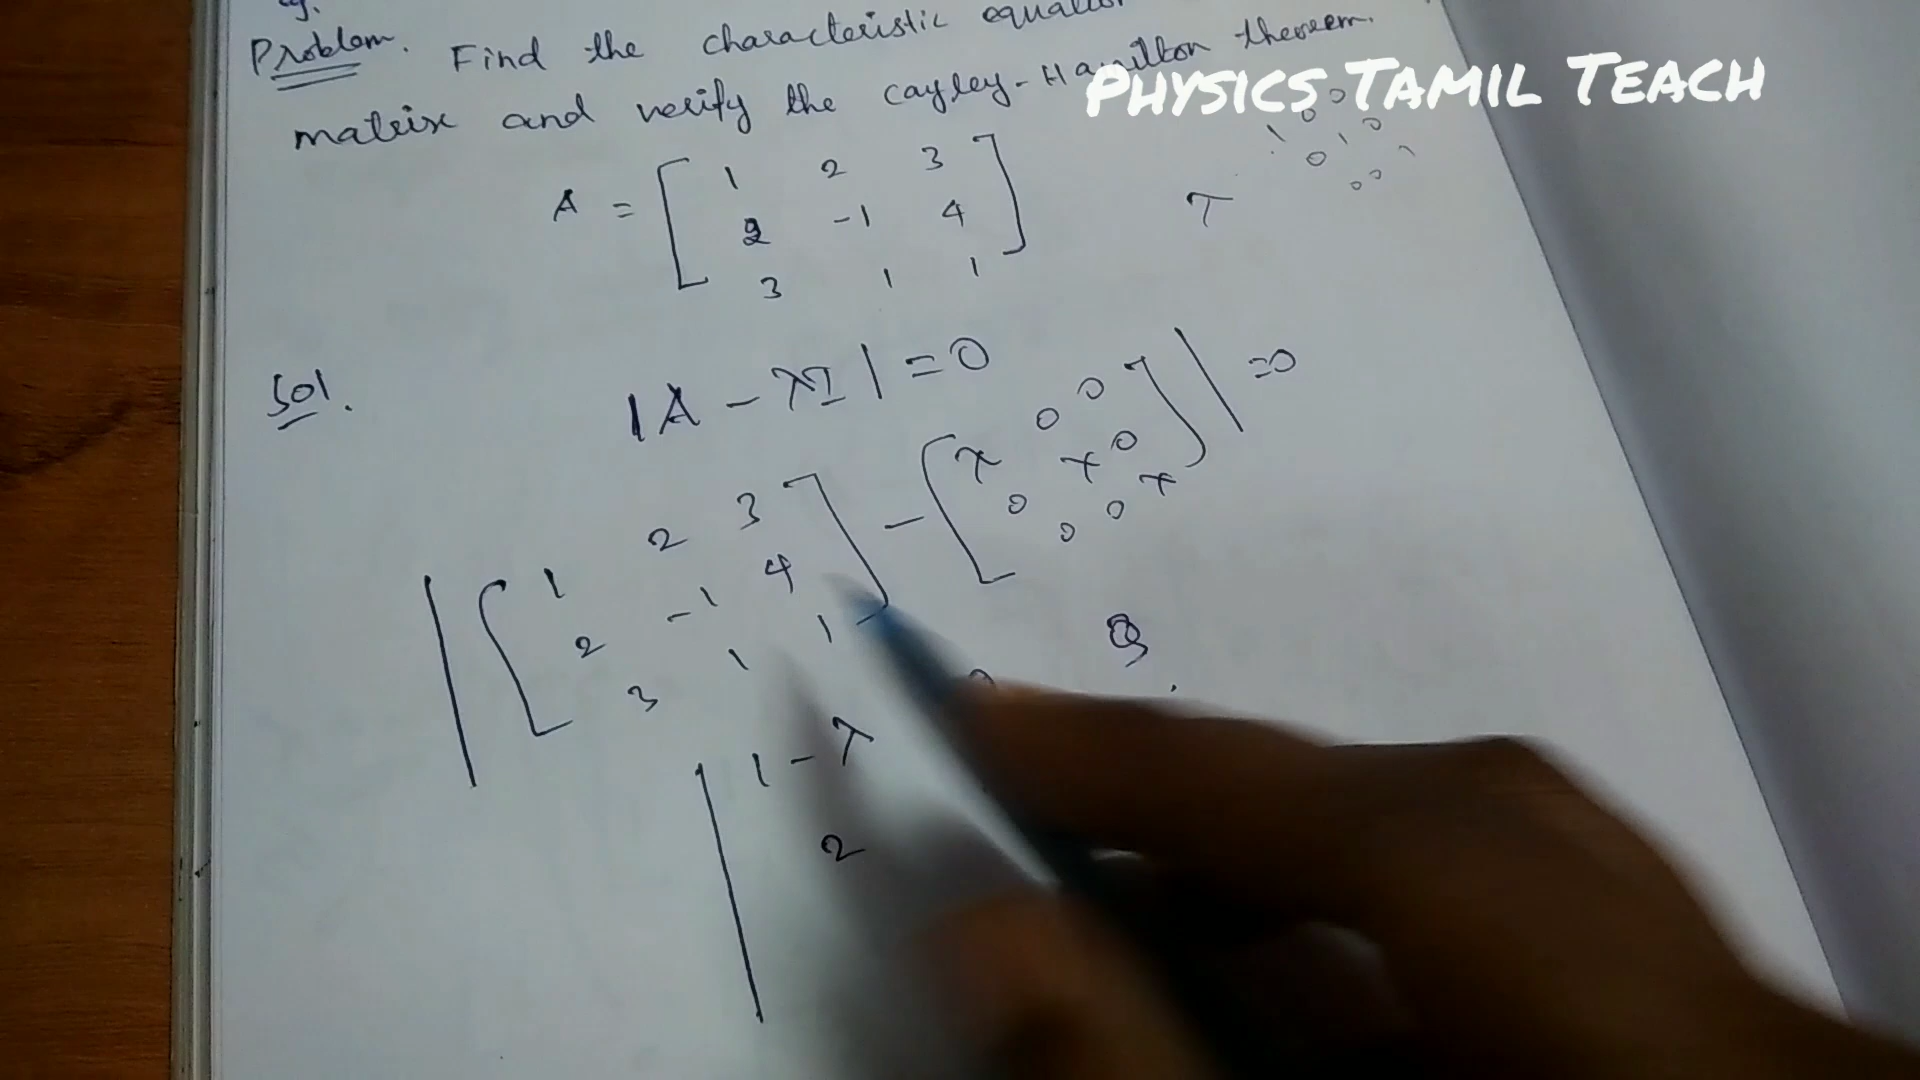 Problem. Find the characteristic
matrix and verify the cayley-Hamilton theorem.
PHYSICS TAMIL TEACH
A = [ 1 2 3
2 -1 4
3 1 1 ]
Sol.
|A - λI| = 0
| [ 1 2 3
2 -1 4
3 1 1 ] - [ λ 0 0
0 λ 0
0 0 λ ] | = 0
| 1 - λ
2